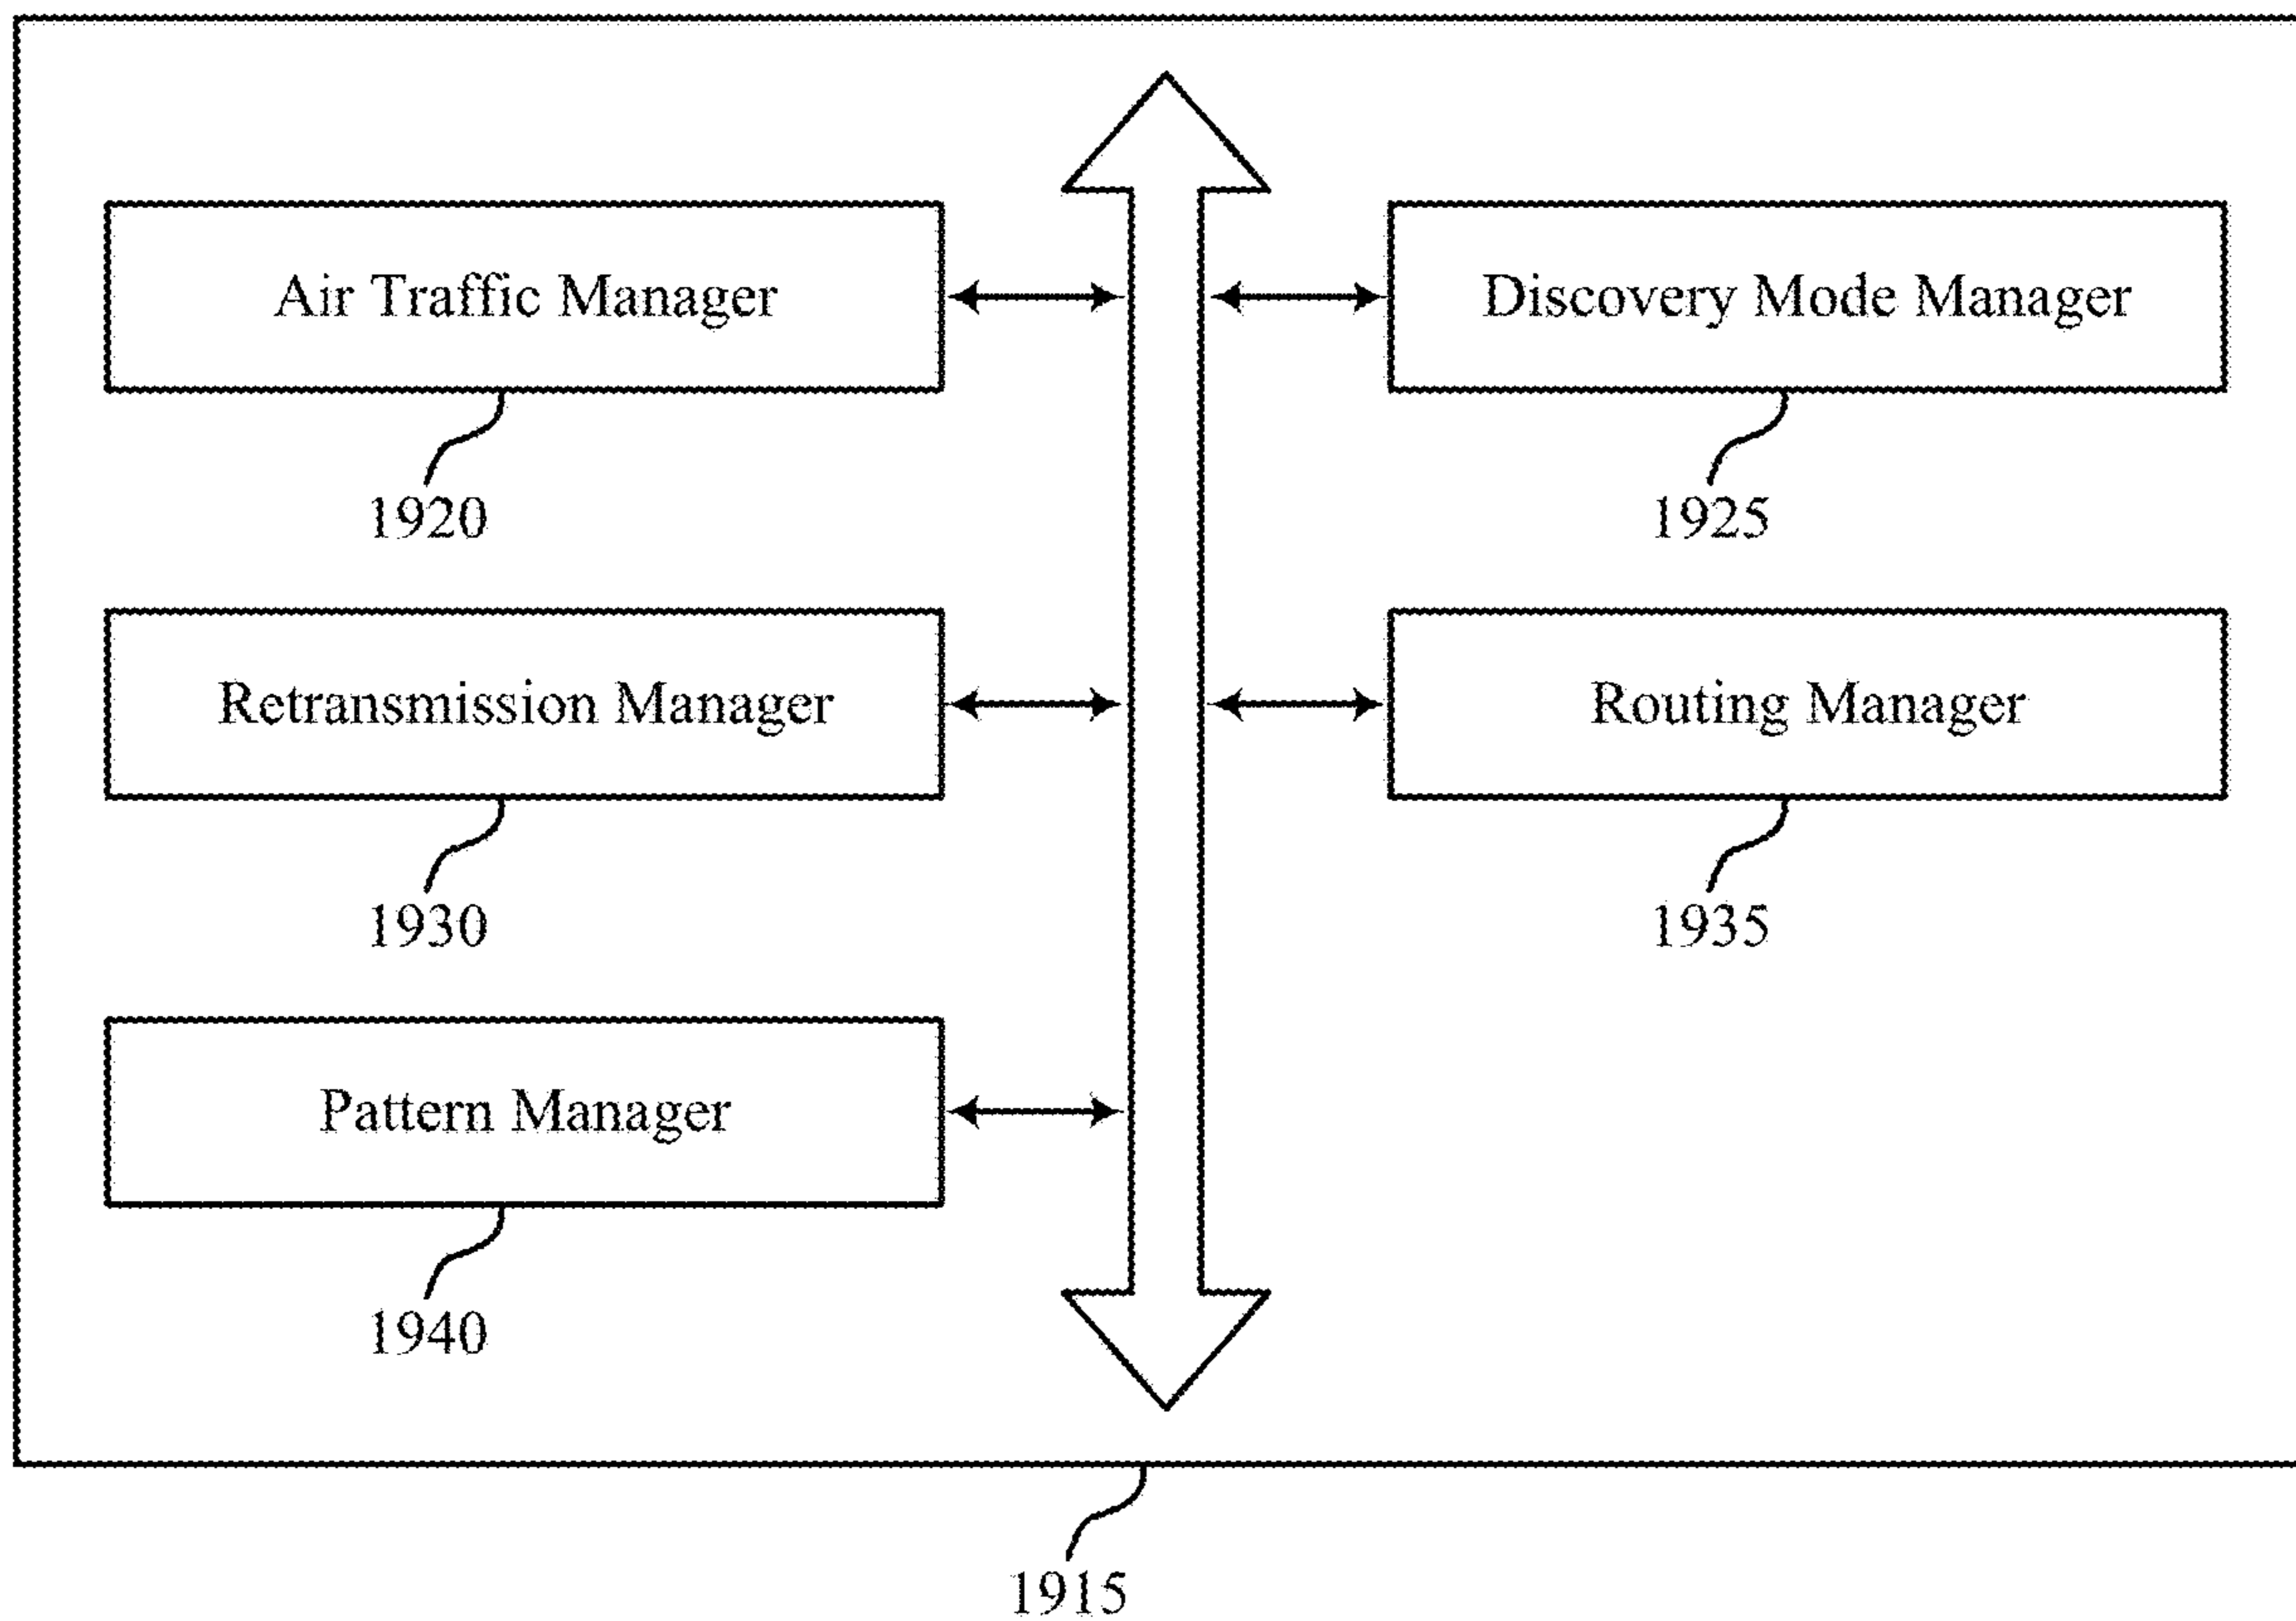 Air Traffic Manager
Discovery Mode Manager
1920
1925
Retransmission Manager
Routing Manager
1930
1935
Pattern Manager
1940
1915